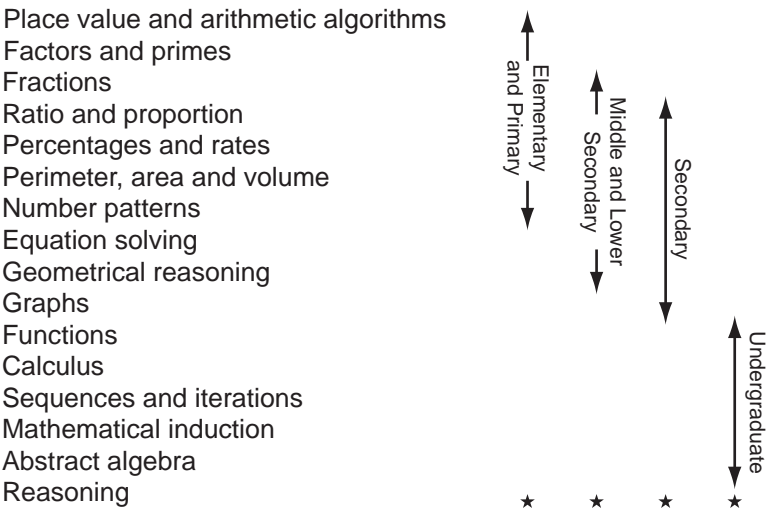 Place value and arithmetic algorithms
Factors and primes
Fractions
Ratio and proportion
Percentages and rates
Perimeter, area and volume
Number patterns
Equation solving
Geometrical reasoning
Graphs
Functions
Calculus
Sequences and iterations
Mathematical induction
Abstract algebra
Reasoning
Elementary
and Primary
Middle and Lower
Secondary
Secondary
Undergraduate